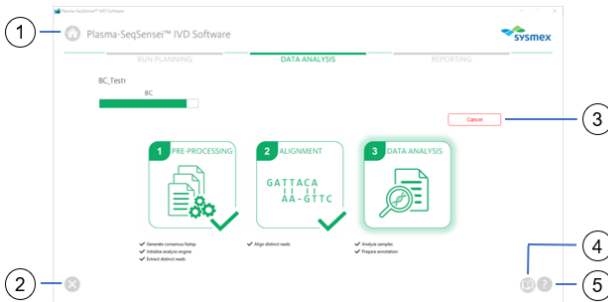 Plasma-SeqSensei™ IVD Software
1
Plasma-SeqSensei™ IVD Software
sysmex
RUN PLANNING
DATA ANALYSIS
REPORTING
BC_Testr
BC
Cancel
3
1 PRE-PROCESSING
2 ALIGNMENT
3 DATA ANALYSIS
GATTACA
AA-GTTC
Generate consensus fastqs
Initialize analysis engine
Extract distinct reads
Align distinct reads
Analyze samples
Prepare annotation
4
2
?
5